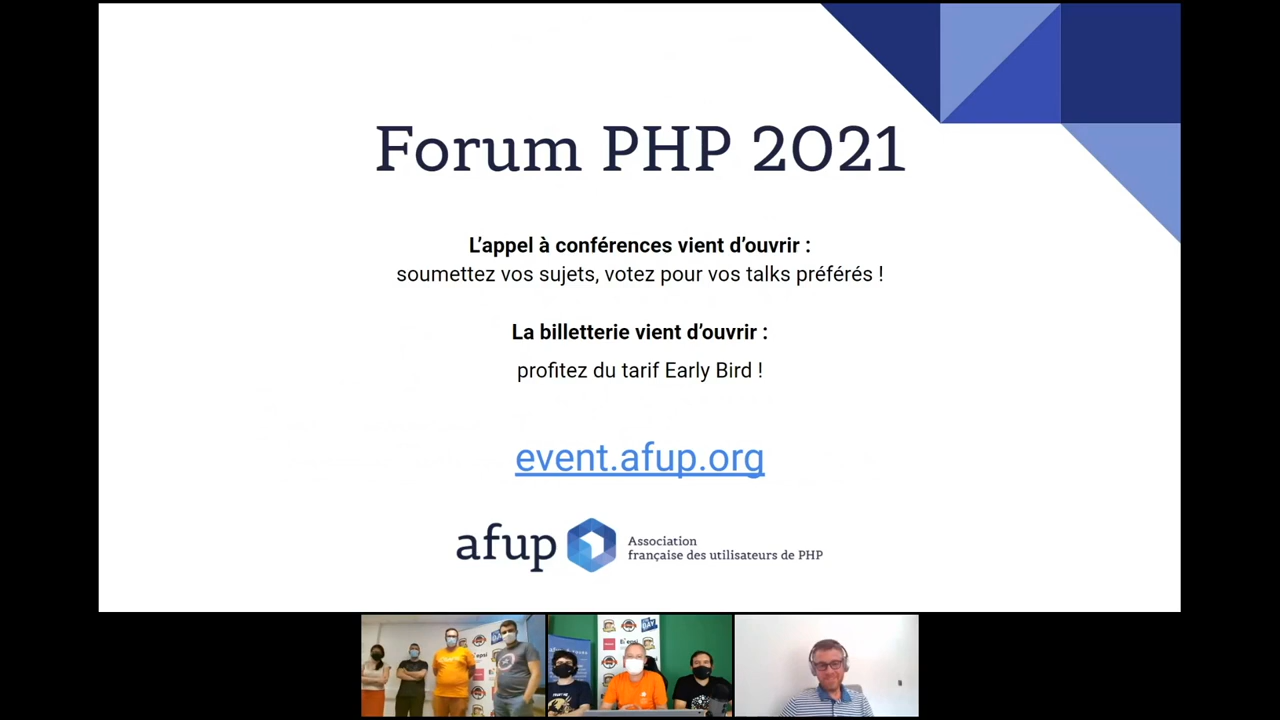 Forum PHP 2021
L’appel à conférences vient d’ouvrir :
soumettez vos sujets, votez pour vos talks préférés !
La billetterie vient d’ouvrir :
profitez du tarif Early Bird !
event.afup.org
afup
Association
française des utilisateurs de PHP